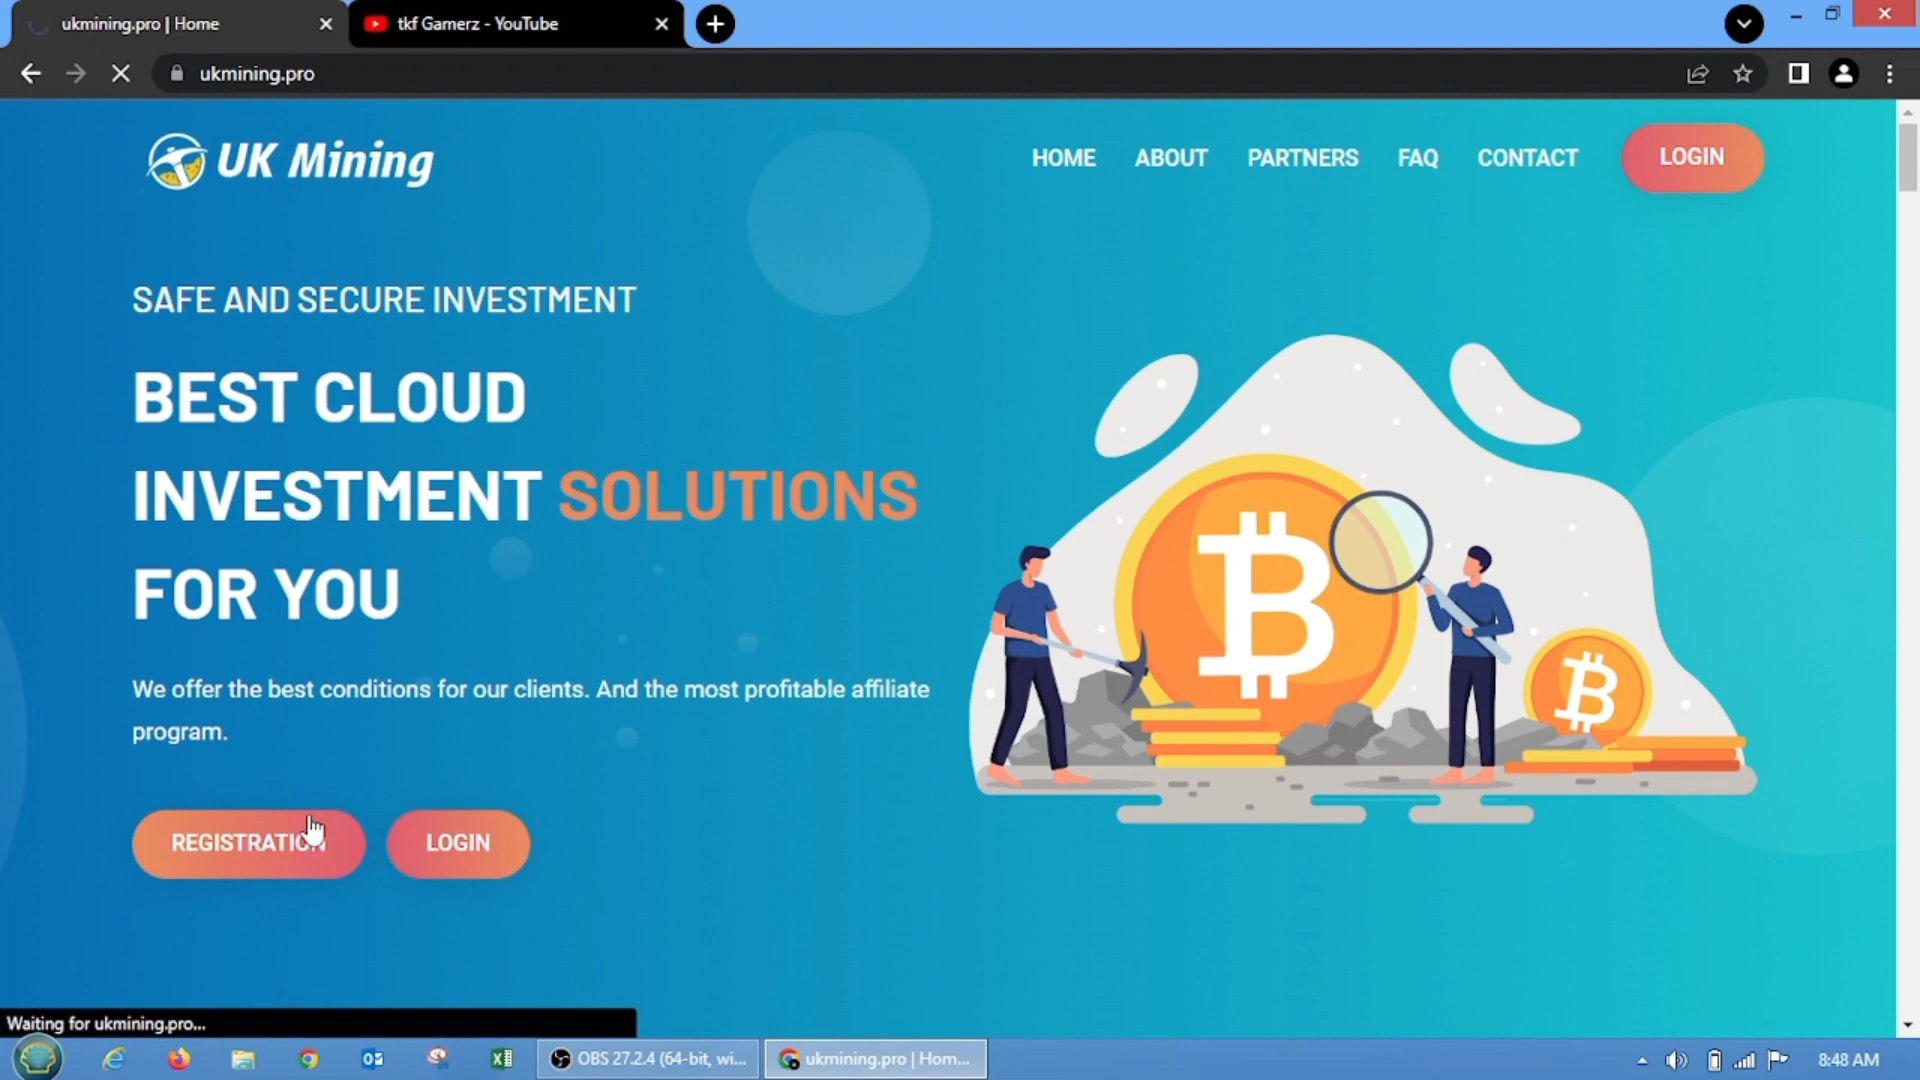 ukmining.pro | Home
tkf Gamerz - YouTube
ukmining.pro
UK Mining
HOME ABOUT PARTNERS FAQ CONTACT LOGIN
SAFE AND SECURE INVESTMENT
BEST CLOUD
INVESTMENT SOLUTIONS
FOR YOU
We offer the best conditions for our clients. And the most profitable affiliate
program.
REGISTRATION LOGIN
Waiting for ukmining.pro...
OBS 27.2.4 (64-bit, wi...
ukmining.pro | Hom...
8:48 AM